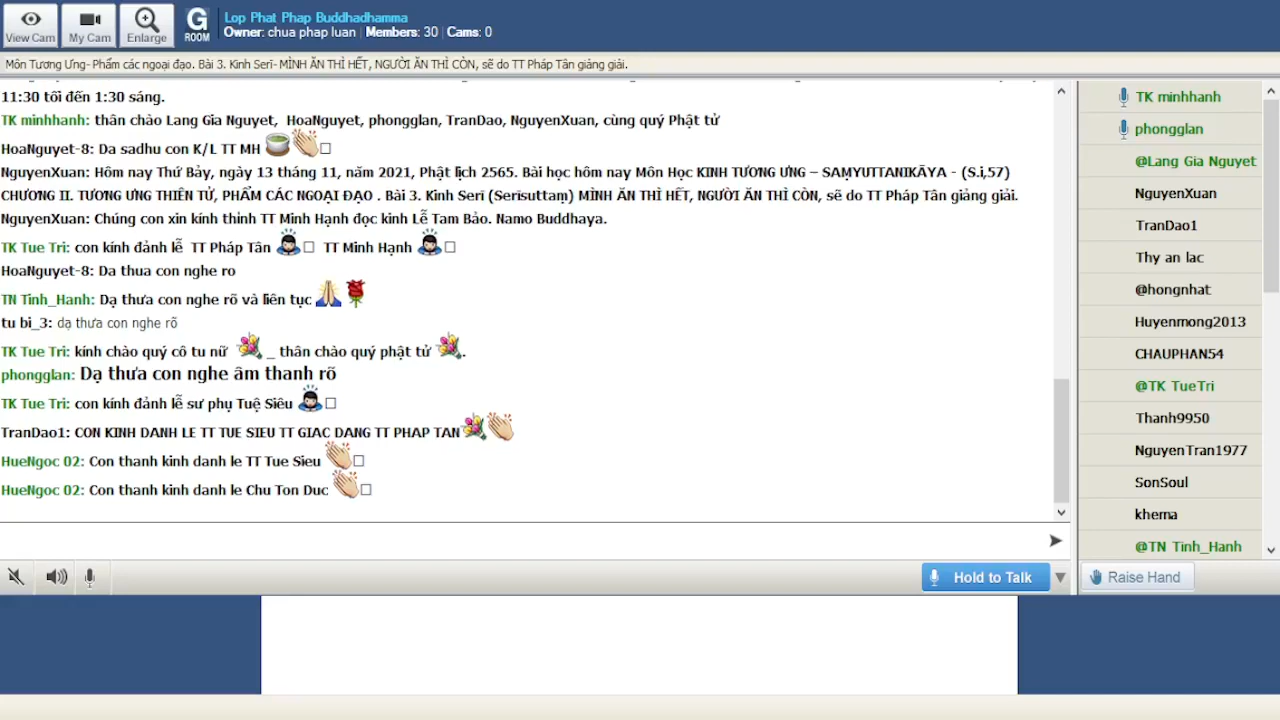 View Cam
My Cam
Enlarge
G
ROOM
Lop Phat Phap Buddhadhamma
Owner: chua phap luan | Members: 30 | Cams: 0
Môn Tương Ưng- Phẩm các ngoại đạo. Bài 3. Kinh Serī- MÌNH ĂN THÌ HẾT, NGƯỜI ĂN THÌ CÒN, sẽ do TT Pháp Tân giảng giải.
11:30 tối đến 1:30 sáng.
TK minhhanh: thân chào Lang Gia Nguyet, HoaNguyet, phongglan, TranDao, NguyenXuan, cùng quý Phật tử
HoaNguyet-8: Da sadhu con K/L TT MH
NguyenXuan: Hôm nay Thứ Bảy, ngày 13 tháng 11, năm 2021, Phật lịch 2565. Bài học hôm nay Môn Học KINH TƯƠNG ƯNG – SAṂYUTTANIKĀYA - (S.i,57)
CHƯƠNG II. TƯƠNG ƯNG THIÊN TỬ, PHẨM CÁC NGOẠI ĐẠO . Bài 3. Kinh Serī (Serīsuttaṃ) MÌNH ĂN THÌ HẾT, NGƯỜI ĂN THÌ CÒN, sẽ do TT Pháp Tân giảng giải.
NguyenXuan: Chúng con xin kính thỉnh TT Minh Hạnh đọc kinh Lễ Tam Bảo. Namo Buddhaya.
TK Tue Tri: con kính đảnh lễ TT Pháp Tân TT Minh Hạnh
HoaNguyet-8: Da thua con nghe ro
TN Tinh_Hanh: Dạ thưa con nghe rõ và liên tục
tu bi_3: dạ thưa con nghe rõ
TK Tue Tri: kính chào quý cô tu nữ _ thân chào quý phật tử .
phongglan: Dạ thưa con nghe âm thanh rõ
TK Tue Tri: con kính đảnh lễ sư phụ Tuệ Siêu
TranDao1: CON KINH DANH LE TT TUE SIEU TT GIAC DANG TT PHAP TAN
HueNgoc 02: Con thanh kinh danh le TT Tue Sieu
HueNgoc 02: Con thanh kinh danh le Chu Ton Duc
TK minhhanh
phongglan
@Lang Gia Nguyet
NguyenXuan
TranDao1
Thy an lac
@hongnhat
Huyenmong2013
CHAUPHAN54
@TK TueTri
Thanh9950
NguyenTran1977
SonSoul
khema
@TN Tinh_Hanh
Hold to Talk
Raise Hand